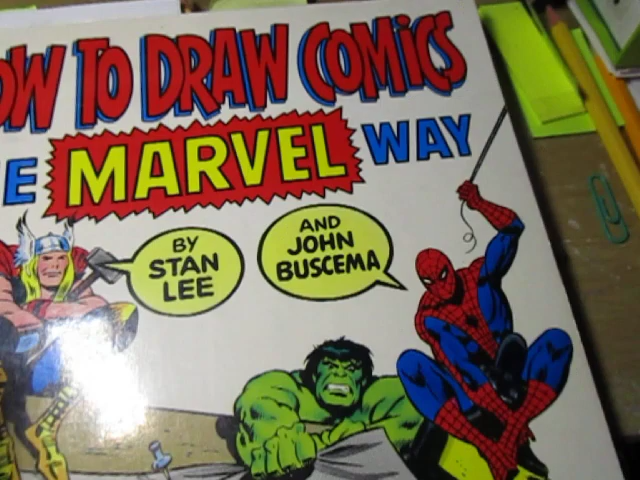 OW TO DRAW COMICS
E MARVEL WAY
BY
STAN
LEE
AND
JOHN
BUSCEMA